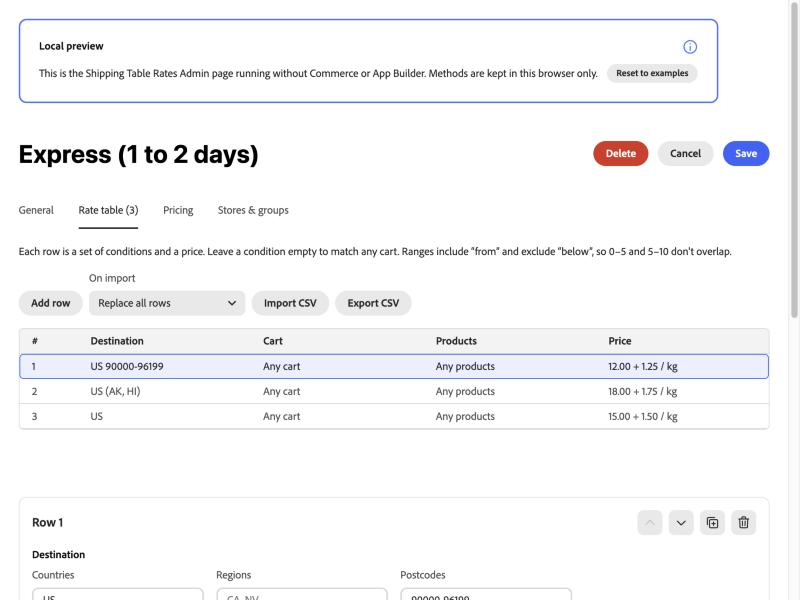 Local preview
This is the Shipping Table Rates Admin page running without Commerce or App Builder. Methods are kept in this browser only.
Reset to examples
Express (1 to 2 days)
Delete
Cancel
Save
General
Rate table (3)
Pricing
Stores & groups
Each row is a set of conditions and a price. Leave a condition empty to match any cart. Ranges include “from” and exclude “below”, so 0–5 and 5–10 don't overlap.
On import
Add row
Replace all rows
Import CSV
Export CSV
# Destination Cart Products Price
1 US 90000-96199 Any cart Any products 12.00 + 1.25 / kg
2 US (AK, HI) Any cart Any products 18.00 + 1.75 / kg
3 US Any cart Any products 15.00 + 1.50 / kg
Row 1
Destination
Countries Regions Postcodes
US CA, NV 90000-96199